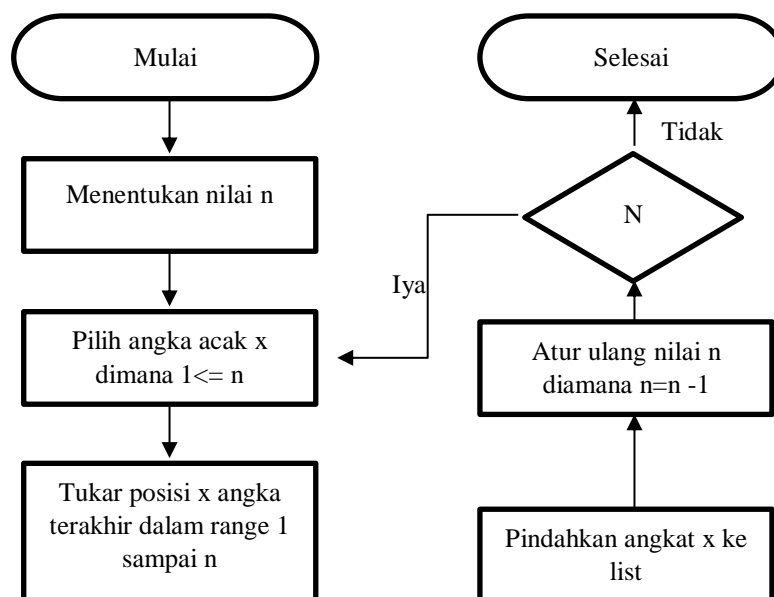 Mulai
Menentukan nilai n
Pilih angka acak x
dimana 1<= n
Tukar posisi x angka
terakhir dalam range 1
sampai n
Pindahkan angkat x ke
list
Atur ulang nilai n
diamana n=n -1
N
Iya
Tidak
Selesai